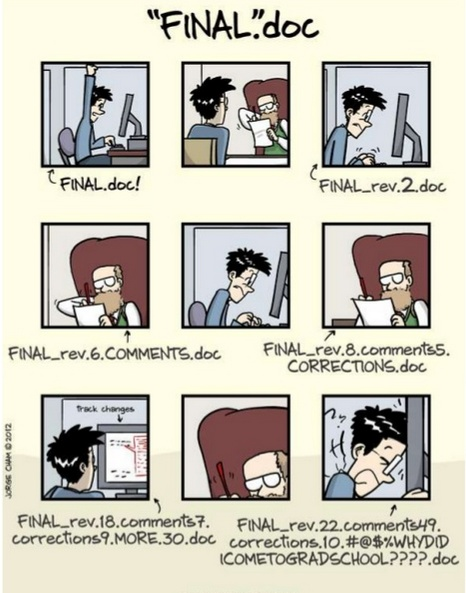 "FINAL".doc
FINAL.doc!
FINAL_rev.2.doc
FINAL_rev.6.COMMENTS.doc
FINAL_rev.8.comments5.
CORRECTIONS.doc
Track changes
FINAL_rev.18.comments7.
corrections9.MORE.30.doc
FINAL_rev.22.comments49.
corrections.10.#@$%WHYDID
ICOMETOGRADSCHOOL????.doc
JORGE CHAM © 2012